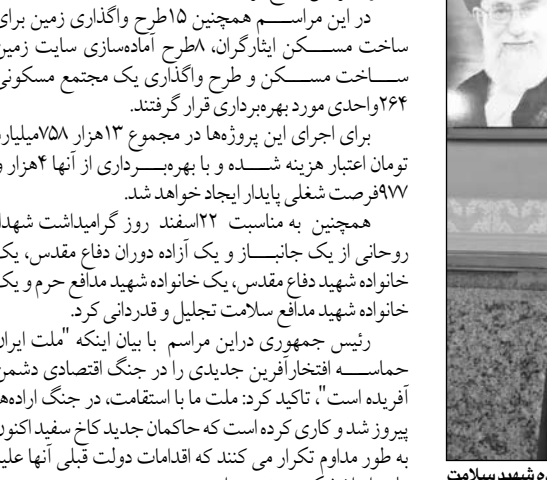 در این مراسم همچنین ۱۵طرح واگذاری زمین برای
ساخت مسکن ایثارگران، ۸طرح آماده‌سازی سایت زمین
ساخت مسکن و طرح واگذاری یک مجتمع مسکونی
۲۶۴واحدی مورد بهره‌برداری قرار گرفتند.
برای اجرای این پروژه‌ها در مجموع ۱۳هزار ۷۵۸میلیارد
تومان اعتبار هزینه شده و با بهره‌برداری از آنها ۴هزار و
۹۷۷فرصت شغلی پایدار ایجاد خواهد شد.
همچنین به مناسبت ۲۲اسفند روز گرامیداشت شهدا
روحانی از یک جانباز و یک آزاده دوران دفاع مقدس، یک
خانواده شهید دفاع مقدس، یک خانواده شهید مدافع حرم و یک
خانواده شهید مدافع سلامت تجلیل و قدردانی کرد.
رئیس جمهوری دراین مراسم با بیان اینکه "ملت ایران
حماسه افتخارآفرین جدیدی را در جنگ اقتصادی دشمن
آفریده است"، تاکید کرد: ملت ما با استقامت، در جنگ اراده‌ها
پیروز شد و کاری کرده است که حاکمان جدید کاخ سفید اکنون
به طور مداوم تکرار می کنند که اقدامات دولت قبلی آنها علیه
شهید سلامت